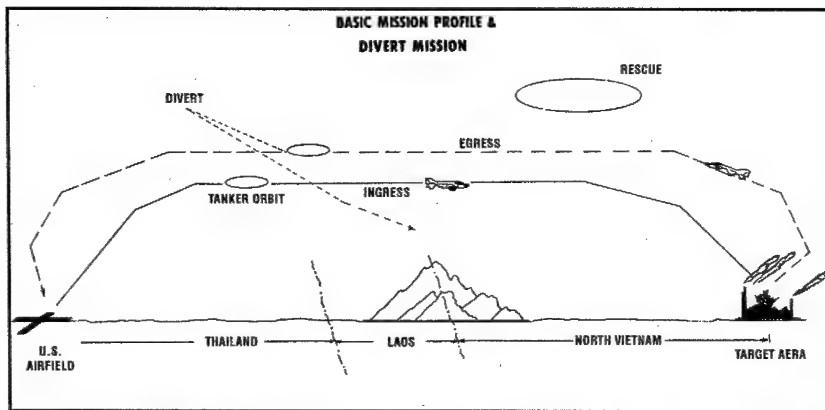 BASIC MISSION PROFILE &
DIVERT MISSION
RESCUE
DIVERT
EGRESS
INGRESS
TANKER ORBIT
U.S.
AIRFIELD
THAILAND
LAOS
NORTH VIETNAM
TARGET AERA